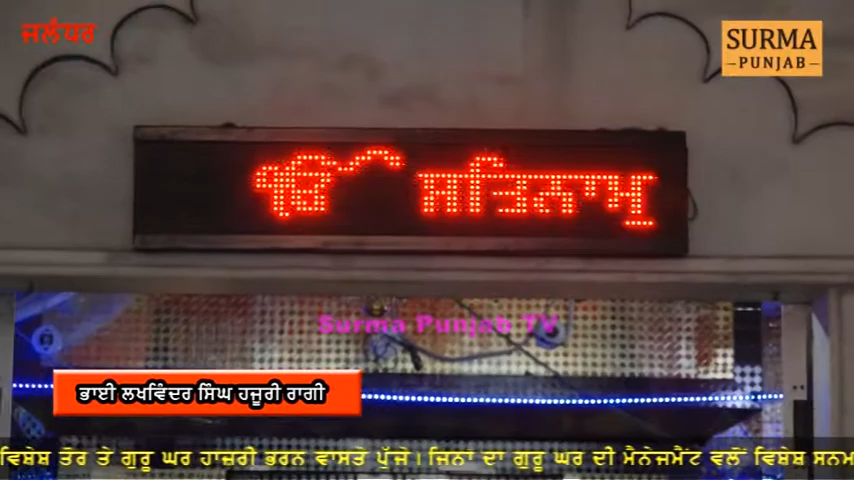 ਜਲੰਧਰ
SURMA
PUNJAB
ੴ ਸਤਿਨਾਮੁ
Surma Punjab TV
ਭਾਈ ਲਖਵਿੰਦਰ ਸਿੰਘ ਹਜੂਰੀ ਰਾਗੀ
ਵਿਸ਼ੇਸ਼ ਤੌਰ ਤੇ ਗੁਰੂ ਘਰ ਹਾਜ਼ਰੀ ਭਰਨ ਵਾਸਤੇ ਪੁੱਜੇ। ਜਿਨਾਂ ਦਾ ਗੁਰੂ ਘਰ ਦੀ ਮੈਨੇਜਮੈਂਟ ਵਲੋਂ ਵਿਸ਼ੇਸ਼